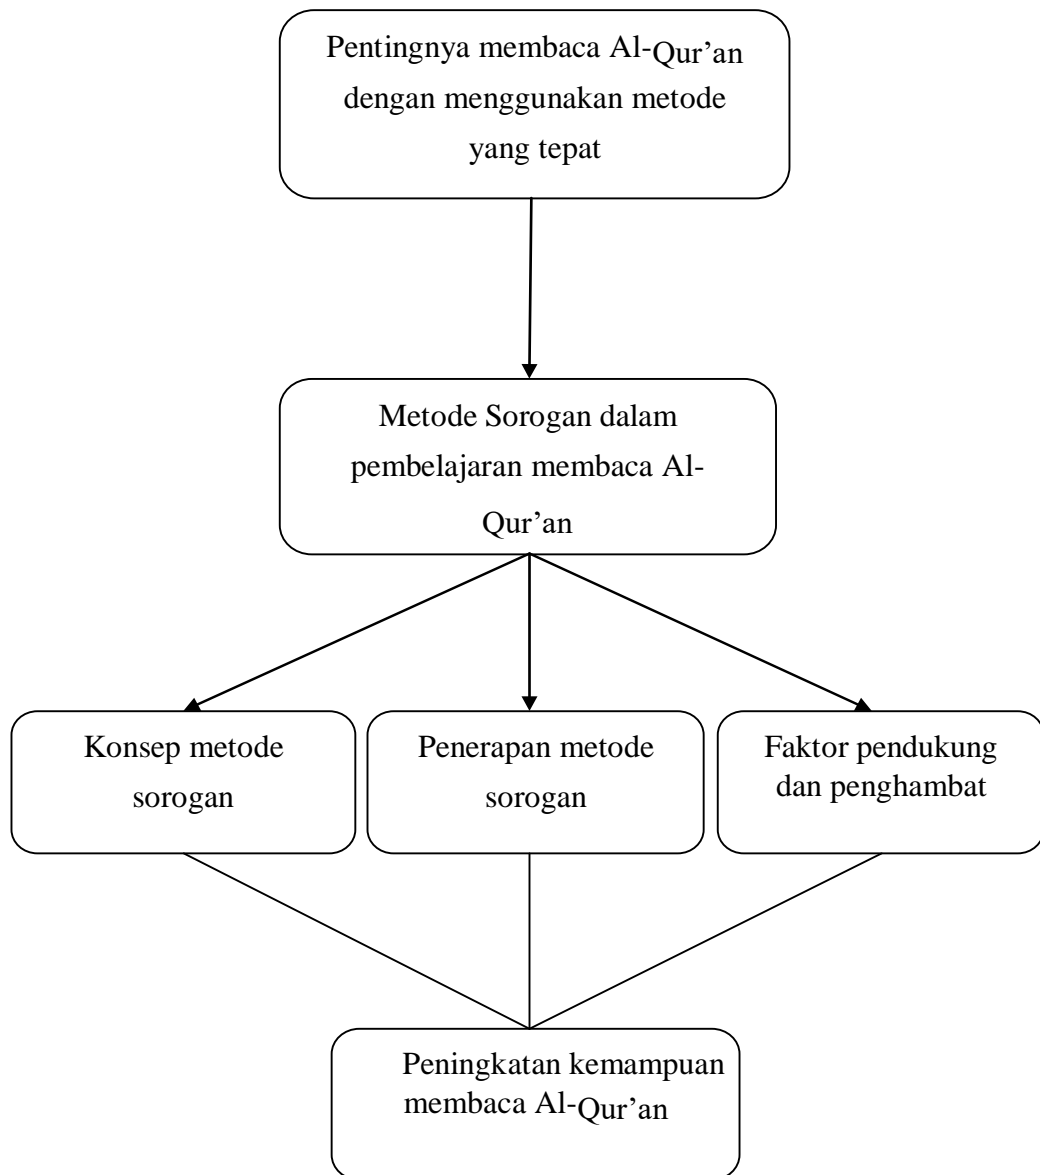 Pentingnya membaca Al-Qur’an
dengan menggunakan metode
yang tepat
Metode Sorogan dalam
pembelajaran membaca Al-
Qur’an
Konsep metode
sorogan
Penerapan metode
sorogan
Faktor pendukung
dan penghambat
Peningkatan kemampuan
membaca Al-Qur’an